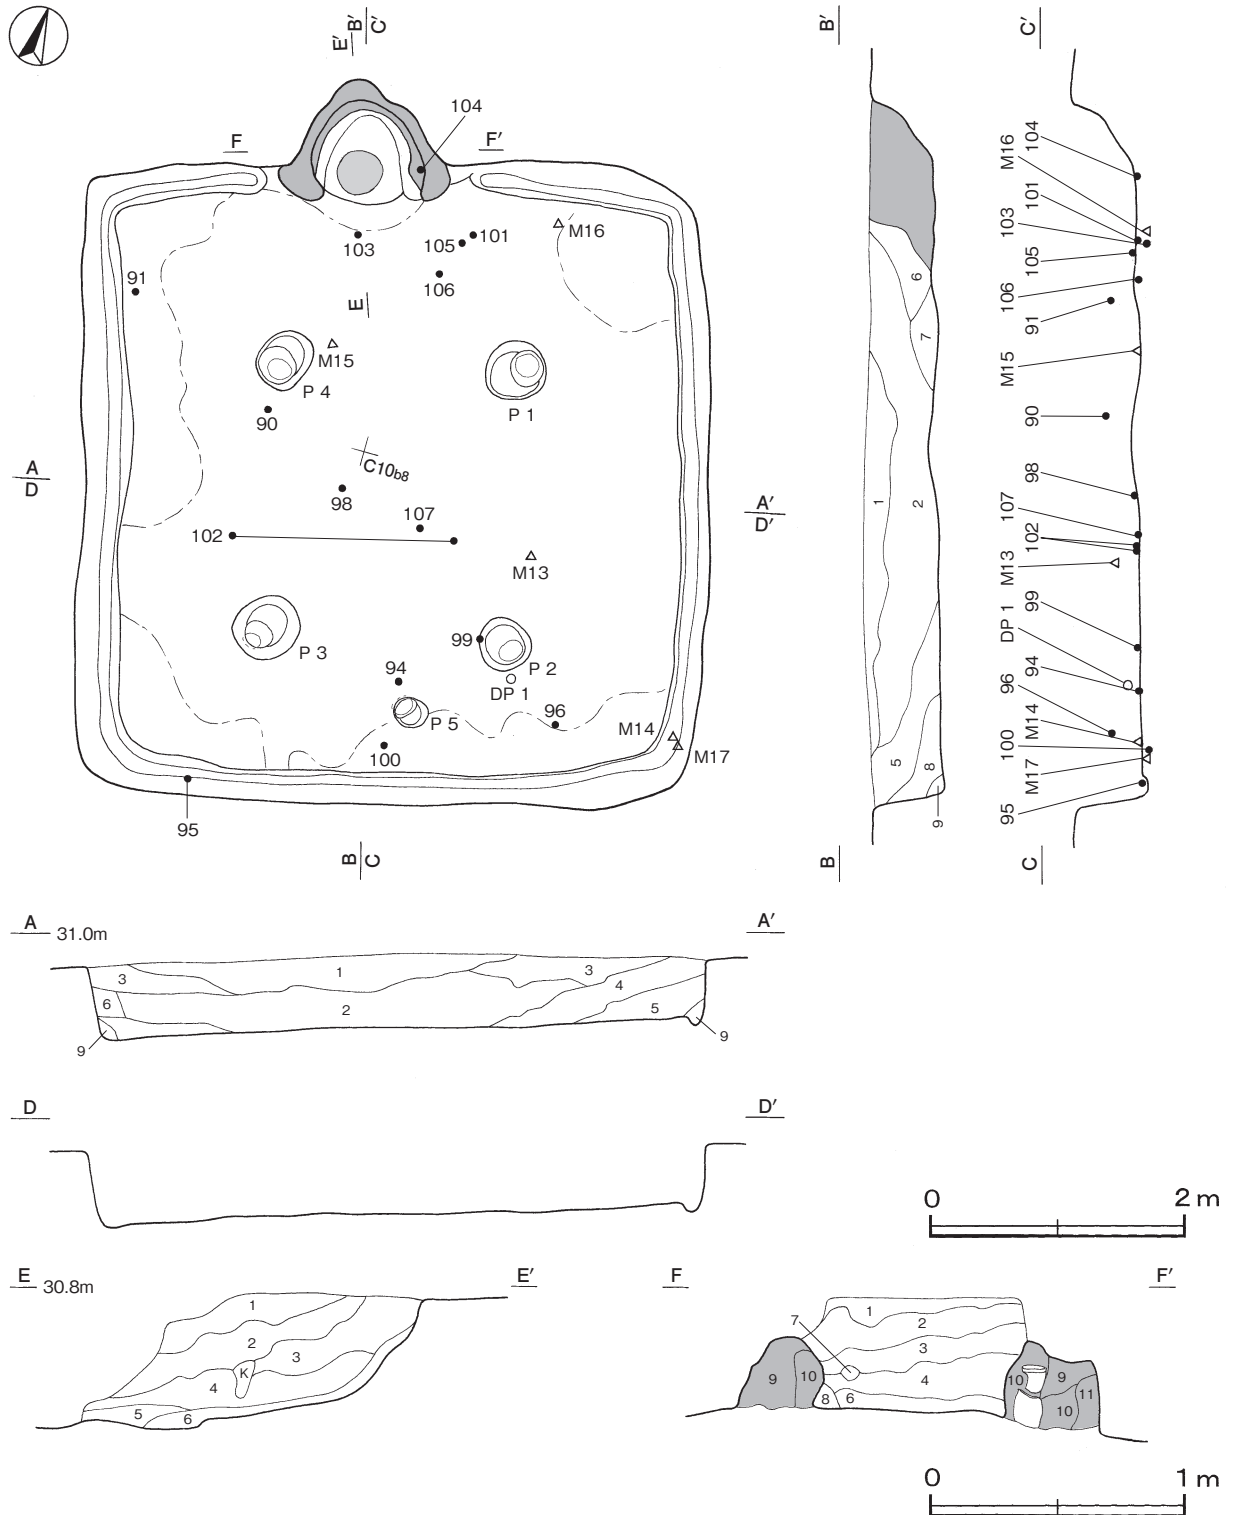 E′ B′ C′
B′
C′
104
F
F′
103
105
101
M16
106
91
E
M15
P 4
P 1
90
C10b8
A
D
98
107
A′
D′
102
M13
99
P 3
P 2
94
DP 1
P 5
96
M14
100
M17
95
B C
6
7
1
2
5
8
9
B
104
M16
101
103
105
106
91
M15
90
98
107
102
M13
99
DP 1
94
96
M14
100
M17
95
C
A 31.0m
A′
3
1
3
4
6
2
5
9
9
D
D′
0 2 m
E 30.8m
E′
1
2
3
K
4
5
6
F
F′
7
1
2
3
9
10
4
8
6
10
9
11
10
0 1 m